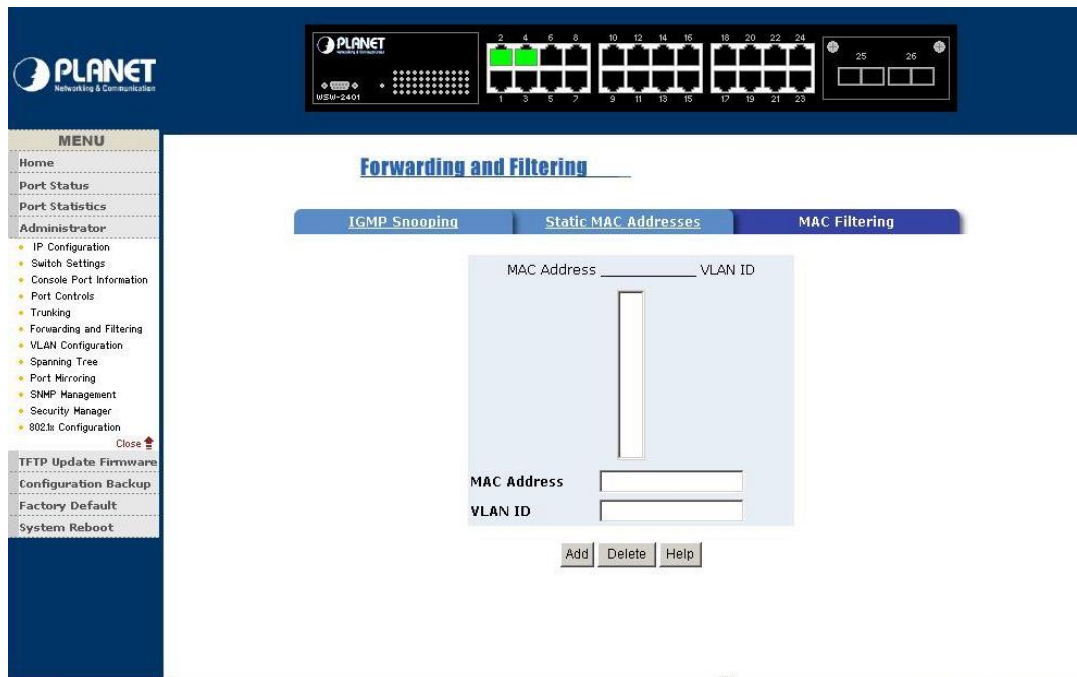 PLANET
Networking & Communication
PLANET
Networking & Communication
WSW-2401
2 4 6 8 10 12 14 16 18 20 22 24
1 3 5 7 9 11 13 15 17 19 21 23
25 26
MENU
Home
Port Status
Port Statistics
Administrator
IP Configuration
Switch Settings
Console Port Information
Port Controls
Trunking
Forwarding and Filtering
VLAN Configuration
Spanning Tree
Port Mirroring
SNMP Management
Security Manager
802.1x Configuration
Close
TFTP Update Firmware
Configuration Backup
Factory Default
System Reboot
Forwarding and Filtering
IGMP Snooping
Static MAC Addresses
MAC Filtering
MAC Address ____________ VLAN ID
MAC Address
VLAN ID
Add
Delete
Help